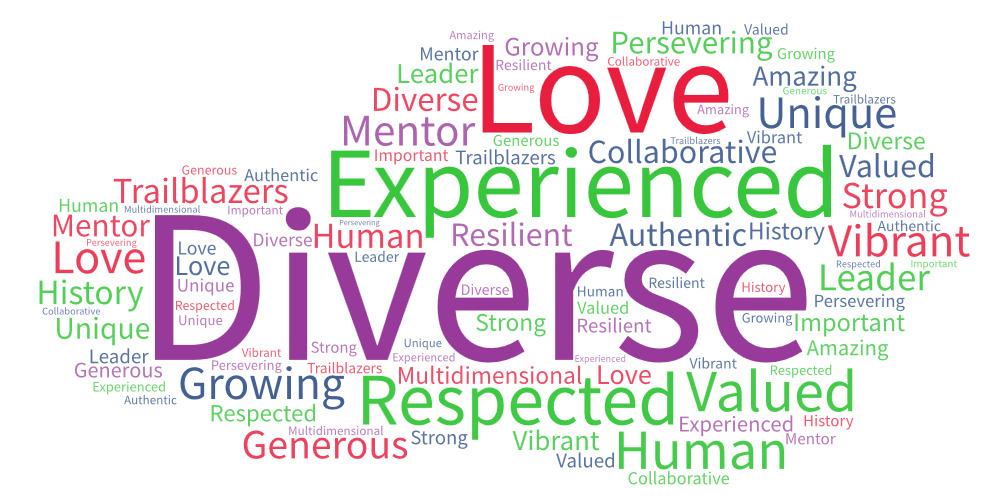 Human
Valued
Amazing
Growing
Persevering
Mentor
Growing
Resilient
Collaborative
Leader
Love
Amazing
Growing
Generous
Trailblazers
Diverse
Amazing
Unique
Mentor
Generous
Trailblazers
Vibrant
Diverse
Important
Trailblazers
Collaborative
Valued
Generous
Authentic
Experienced
Strong
Trailblazers
Human
Multidimensional
Important
Multidimensional
Mentor
Persevering
Authentic
Persevering
Diverse
Human
Resilient
Authentic
History
Vibrant
Love
Love
Leader
Love
Diverse
Respected
Important
Leader
History
Unique
Diverse
Human
Resilient
History
Persevering
Collaborative
Respected
Valued
Unique
Unique
Strong
Resilient
Growing
Important
Leader
Vibrant
Strong
Unique
Amazing
Generous
Persevering
Trailblazers
Experienced
Experienced
Vibrant
Respected
Experienced
Growing
Multidimensional
Love
Authentic
Respected
Respected
Valued
Multidimensional
Experienced
History
Generous
Strong
Vibrant
Human
Mentor
Valued
Collaborative